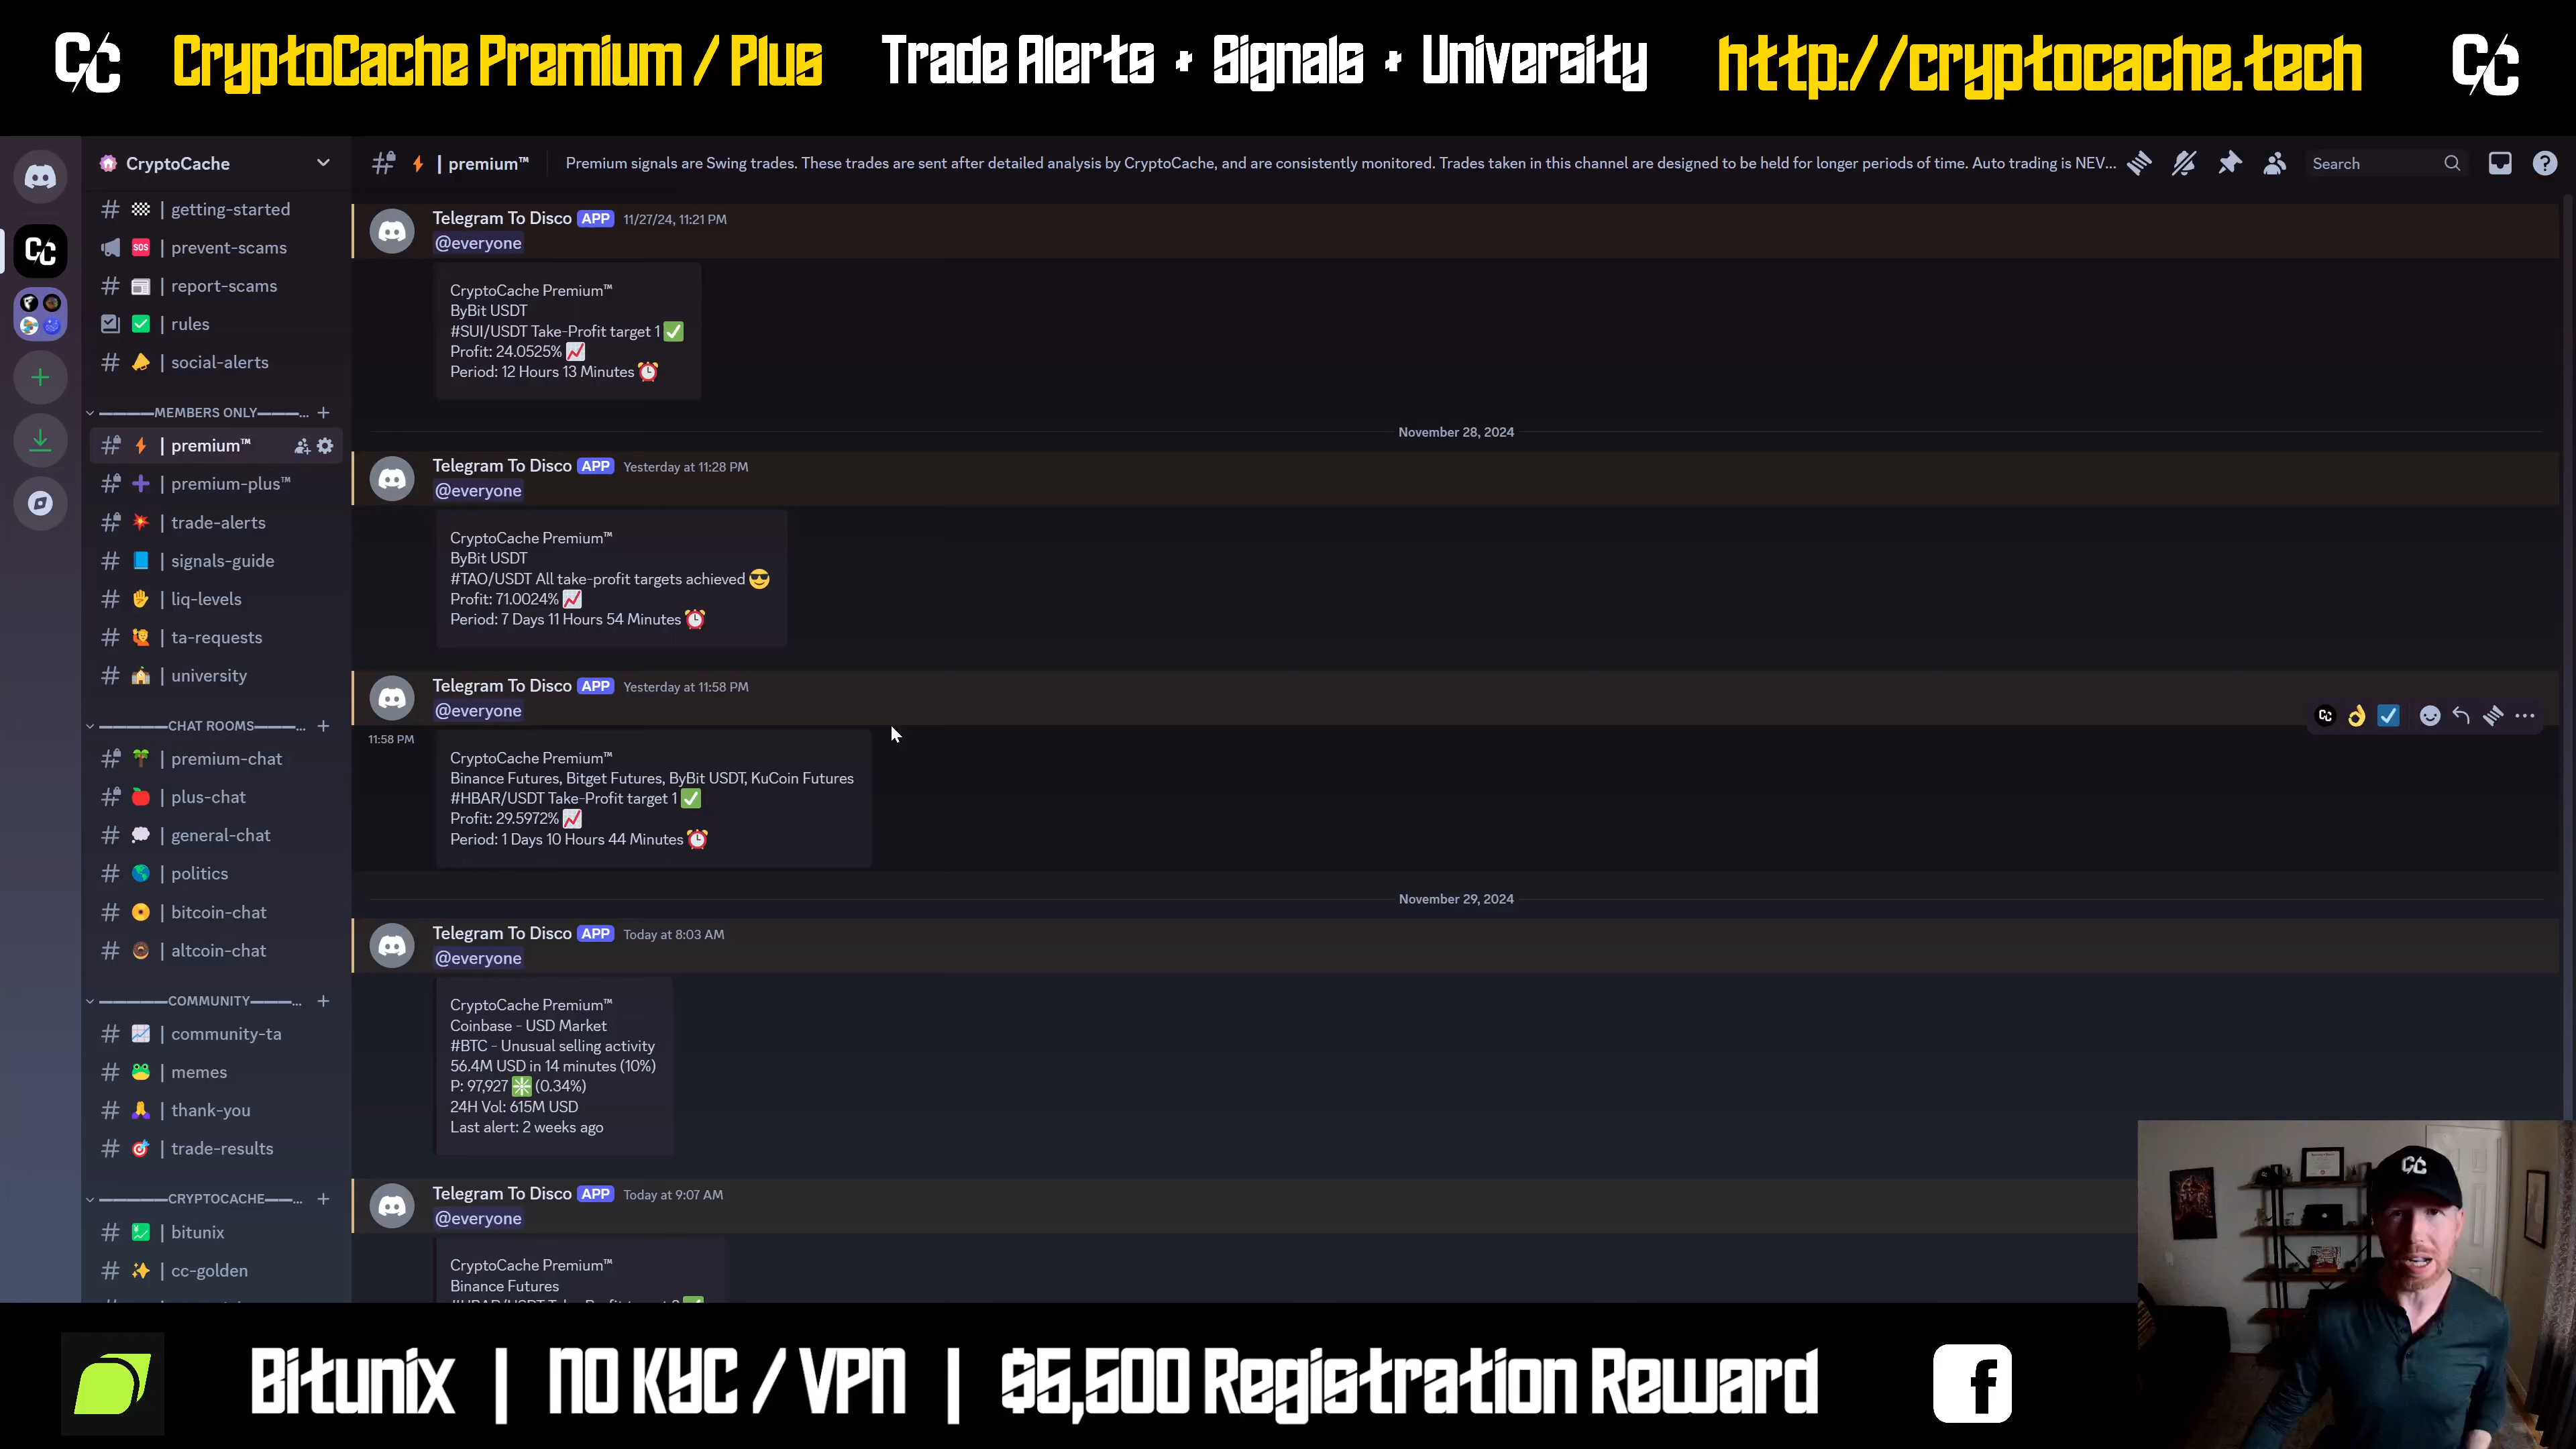 CC CryptoCache Premium / Plus Trade Alerts + Signals + University http://cryptocache.tech CC
CryptoCache
getting-started
SOS | prevent-scams
report-scams
rules
social-alerts
MEMBERS ONLY
premium™
premium-plus™
trade-alerts
signals-guide
liq-levels
ta-requests
university
CHAT ROOMS
premium-chat
plus-chat
general-chat
politics
bitcoin-chat
altcoin-chat
COMMUNITY
community-ta
memes
thank-you
trade-results
CRYPTOCACHE
bitunix
cc-golden
| premium™ Premium signals are Swing trades. These trades are sent after detailed analysis by CryptoCache, and are consistently monitored. Trades taken in this channel are designed to be held for longer periods of time. Auto trading is NEV... Search
Telegram To Disco APP 11/27/24, 11:21 PM
@everyone
CryptoCache Premium™
ByBit USDT
#SUI/USDT Take-Profit target 1 ✅
Profit: 24.0525% 📈
Period: 12 Hours 13 Minutes ⏰
November 28, 2024
Telegram To Disco APP Yesterday at 11:28 PM
@everyone
CryptoCache Premium™
ByBit USDT
#TAO/USDT All take-profit targets achieved 😎
Profit: 71.0024% 📈
Period: 7 Days 11 Hours 54 Minutes ⏰
Telegram To Disco APP Yesterday at 11:58 PM
@everyone
11:58 PM
CryptoCache Premium™
Binance Futures, Bitget Futures, ByBit USDT, KuCoin Futures
#HBAR/USDT Take-Profit target 1 ✅
Profit: 29.5972% 📈
Period: 1 Days 10 Hours 44 Minutes ⏰
November 29, 2024
Telegram To Disco APP Today at 8:03 AM
@everyone
CryptoCache Premium™
Coinbase - USD Market
#BTC - Unusual selling activity
56.4M USD in 14 minutes (10%)
P: 97,927 ✳️ (0.34%)
24H Vol: 615M USD
Last alert: 2 weeks ago
Telegram To Disco APP Today at 9:07 AM
@everyone
CryptoCache Premium™
Binance Futures
CC
Bitunix | NO KYC / VPN | $5,500 Registration Reward